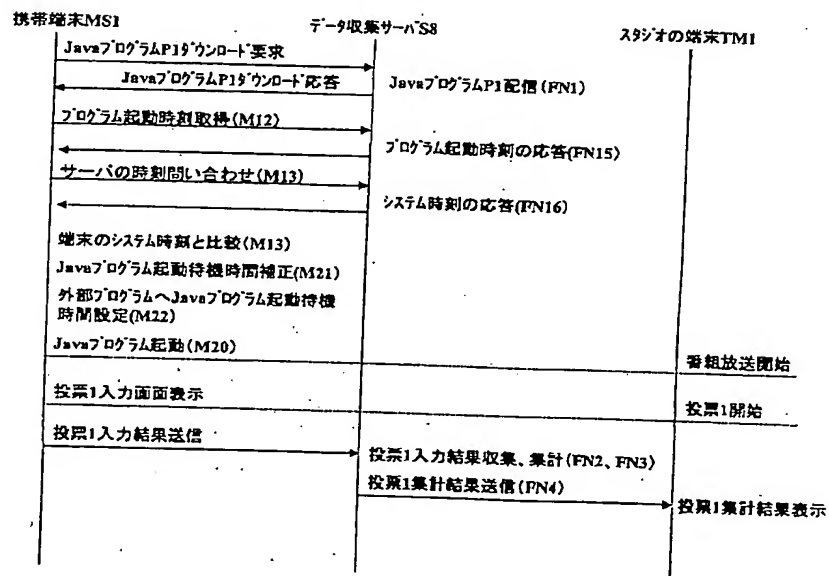 携帯端末MS1
データ収集サーバS8
スタジオの端末TM1
JavaプログラムP1ダウンロード要求
JavaプログラムP1ダウンロード応答
JavaプログラムP1配信(FN1)
プログラム起動時刻取得(M12)
プログラム起動時刻の応答(FN15)
サーバの時刻問い合わせ(M13)
システム時刻の応答(FN16)
端末のシステム時刻と比較(M13)
Javaプログラム起動待機時間補正(M21)
外部プログラムへJavaプログラム起動待機
時間設定(M22)
Javaプログラム起動(M20)
番組放送開始
投票1入力画面表示
投票1開始
投票1入力結果送信
投票1入力結果収集、集計(FN2、FN3)
投票1集計結果送信(FN4)
投票1集計結果表示